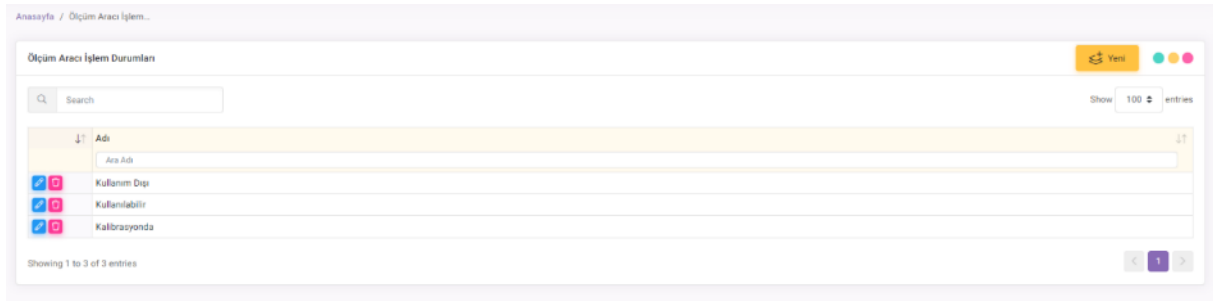 Anasayfa / Ölçüm Aracı İşlem...
Ölçüm Aracı İşlem Durumları
Yeni
Search
Show 100 entries
Adı
Ara Adı
Kullanım Dışı
Kullanılabilir
Kalibrasyonda
Showing 1 to 3 of 3 entries
1